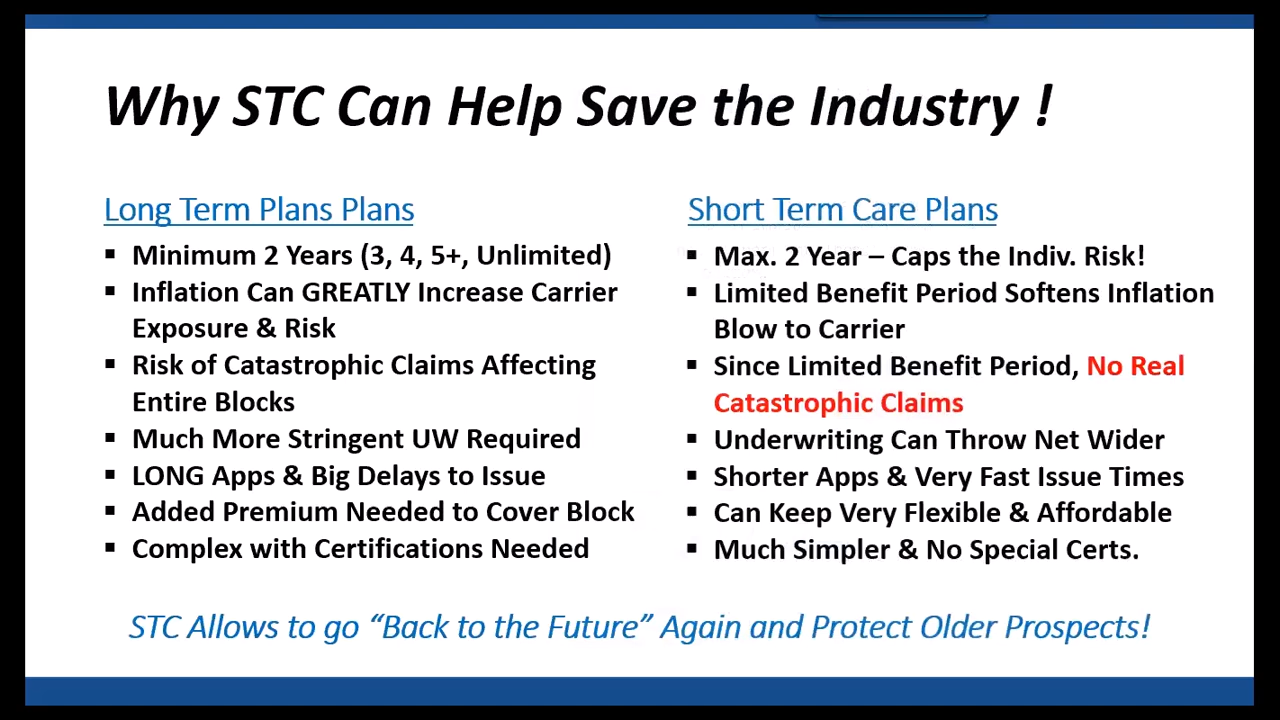 Why STC Can Help Save the Industry !
Long Term Plans Plans
▪ Minimum 2 Years (3, 4, 5+, Unlimited)
▪ Inflation Can GREATLY Increase Carrier
Exposure & Risk
▪ Risk of Catastrophic Claims Affecting
Entire Blocks
▪ Much More Stringent UW Required
▪ LONG Apps & Big Delays to Issue
▪ Added Premium Needed to Cover Block
▪ Complex with Certifications Needed
Short Term Care Plans
▪ Max. 2 Year – Caps the Indiv. Risk!
▪ Limited Benefit Period Softens Inflation
Blow to Carrier
▪ Since Limited Benefit Period, No Real
Catastrophic Claims
▪ Underwriting Can Throw Net Wider
▪ Shorter Apps & Very Fast Issue Times
▪ Can Keep Very Flexible & Affordable
▪ Much Simpler & No Special Certs.
STC Allows to go “Back to the Future” Again and Protect Older Prospects!